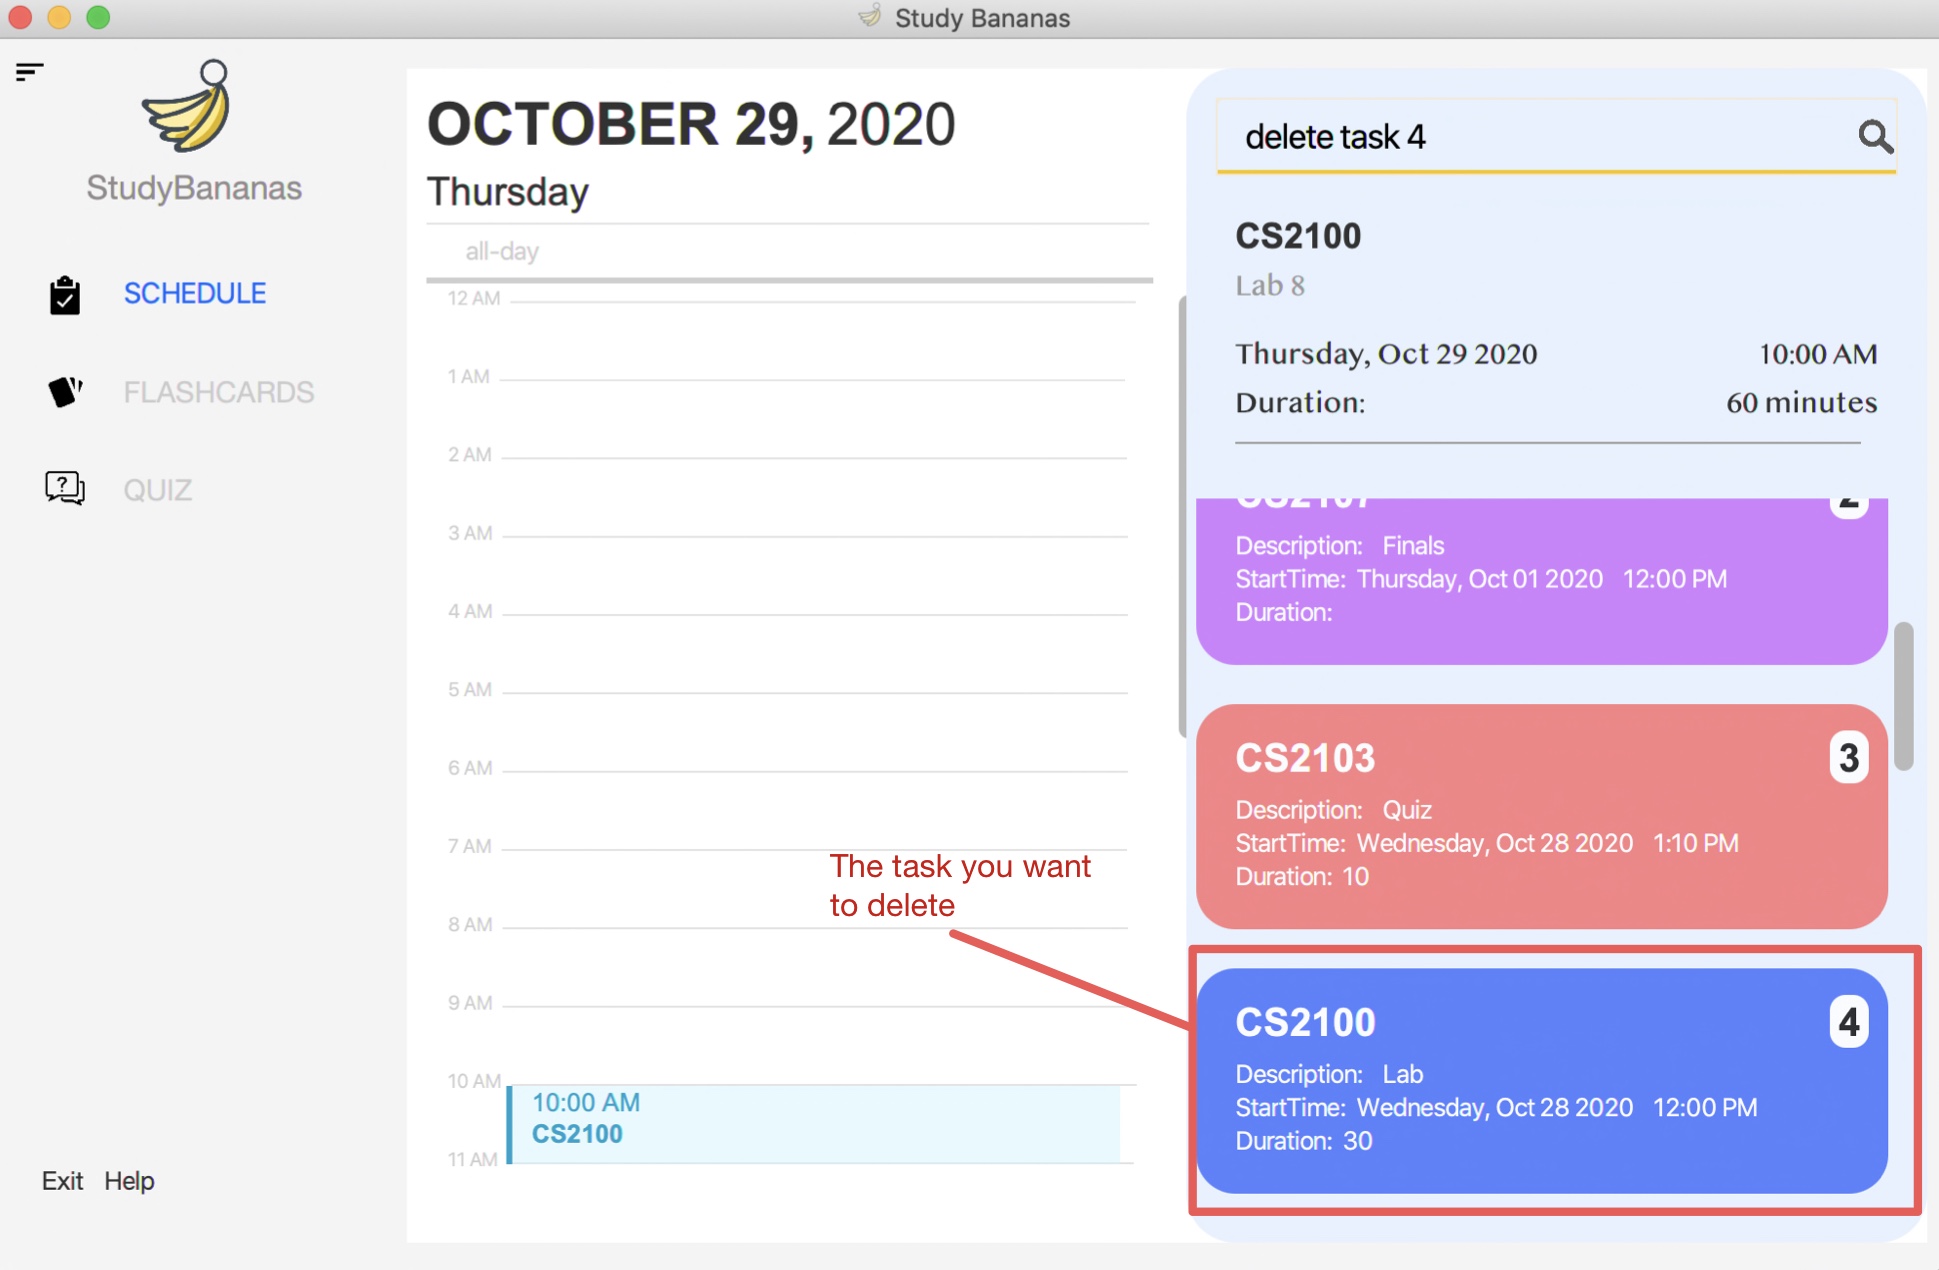 Study Bananas
StudyBananas
SCHEDULE
FLASHCARDS
QUIZ
Exit Help
OCTOBER 29, 2020
Thursday
all-day
12 AM
1 AM
2 AM
3 AM
4 AM
5 AM
6 AM
7 AM
8 AM
9 AM
10 AM
10:00 AM
CS2100
11 AM
The task you want
to delete
delete task 4
CS2100
Lab 8
Thursday, Oct 29 2020 10:00 AM
Duration: 60 minutes
2
Description: Finals
StartTime: Thursday, Oct 01 2020 12:00 PM
Duration:
CS2103 3
Description: Quiz
StartTime: Wednesday, Oct 28 2020 1:10 PM
Duration: 10
CS2100 4
Description: Lab
StartTime: Wednesday, Oct 28 2020 12:00 PM
Duration: 30